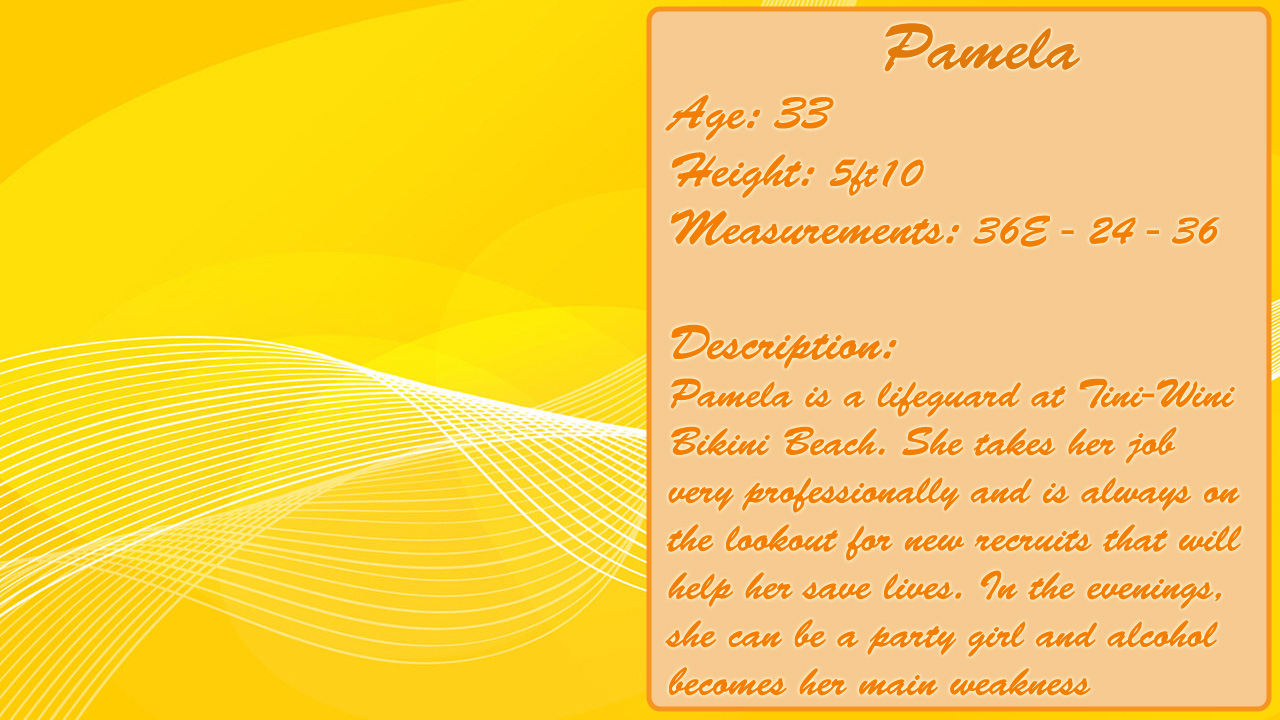 Pamela
Age: 33
Height: 5ft10
Measurements: 36E - 24 - 36
Description:
Pamela is a lifeguard at Tini-Wini
Bikini Beach. She takes her job
very professionally and is always on
the lookout for new recruits that will
help her save lives. In the evenings,
she can be a party girl and alcohol
becomes her main weakness